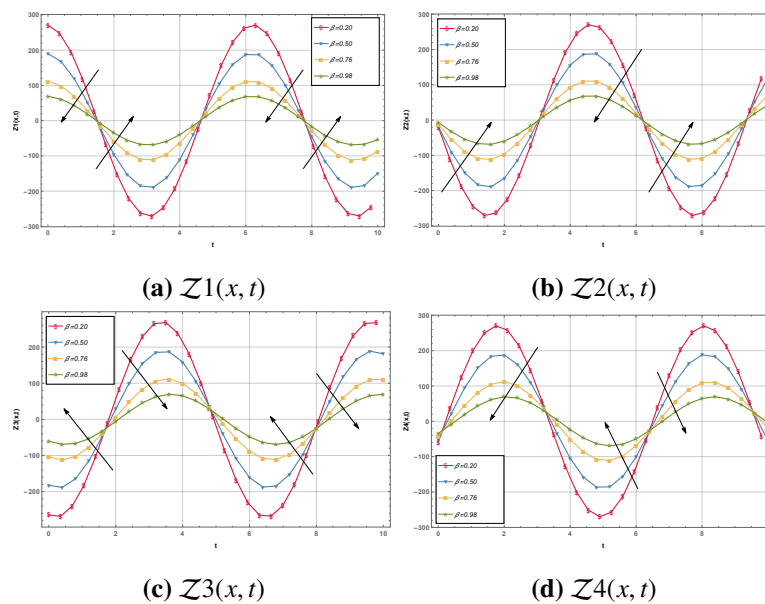 300
200
100
0
-100
-200
-300
Z1(x,t)
β=0.20
β=0.50
β=0.76
β=0.98
0 2 4 6 8 10
t
(a) 𝒵1(x, t)
300
200
100
0
-100
-200
-300
Z2(x,t)
β=0.20
β=0.50
β=0.76
β=0.98
0 2 4 6 8
t
(b) 𝒵2(x, t)
200
100
0
-100
-200
Z3(x,t)
β=0.20
β=0.50
β=0.76
β=0.98
0 2 4 6 8 10
t
(c) 𝒵3(x, t)
300
200
100
0
-100
-200
-300
Z4(x,t)
β=0.20
β=0.50
β=0.76
β=0.98
0 2 4 6 8
t
(d) 𝒵4(x, t)